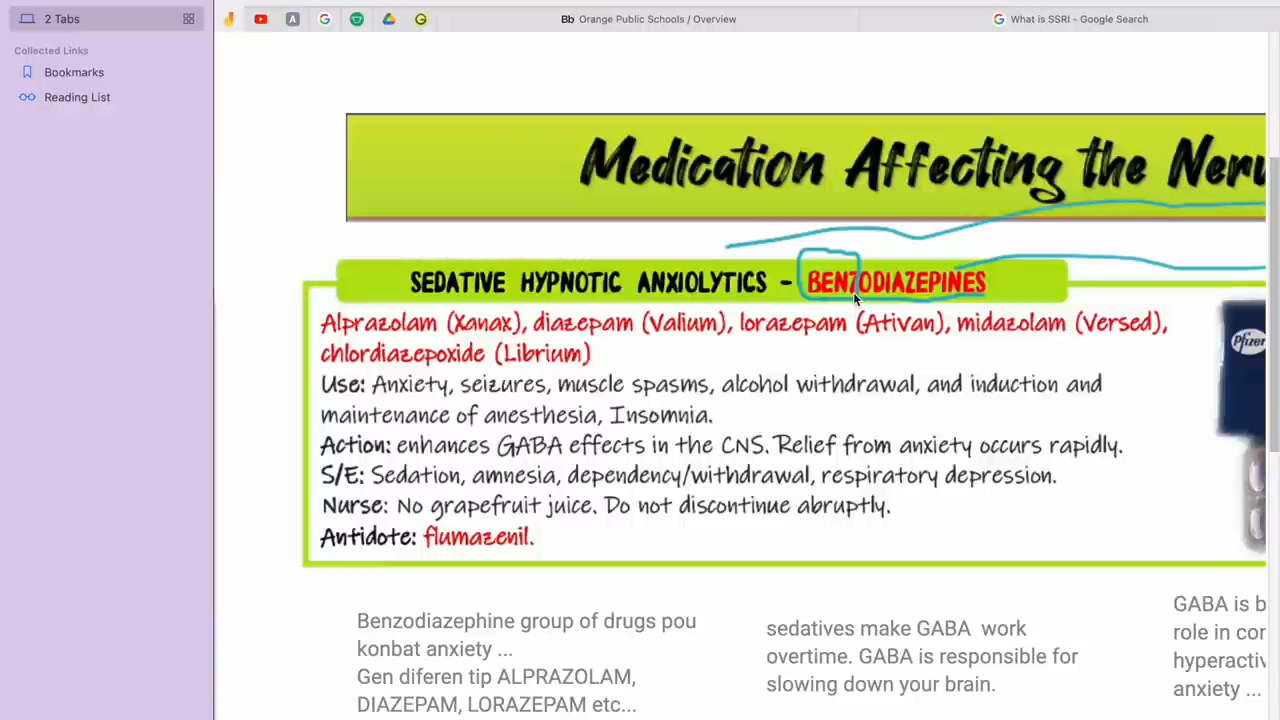 2 Tabs
Collected Links
Bookmarks
Reading List
Bb Orange Public Schools / Overview
What is SSRI - Google Search
Medication Affecting the
SEDATIVE HYPNOTIC ANXIOLYTICS - BENZODIAZEPINES
Alprazolam (Xanax), diazepam (Valium), lorazepam (Ativan), midazolam (Versed),
chlordiazepoxide (Librium)
Use: Anxiety, seizures, muscle spasms, alcohol withdrawal, and induction and
maintenance of anesthesia, Insomnia.
Action: enhances GABA effects in the CNS. Relief from anxiety occurs rapidly.
S/E: Sedation, amnesia, dependency/withdrawal, respiratory depression.
Nurse: No grapefruit juice. Do not discontinue abruptly.
Antidote: flumazenil.
Pfizer
Benzodiazephine group of drugs pou
konbat anxiety ...
Gen diferen tip ALPRAZOLAM,
DIAZEPAM, LORAZEPAM etc...
sedatives make GABA work
overtime. GABA is responsible for
slowing down your brain.
GABA is
role in
anxiety ...